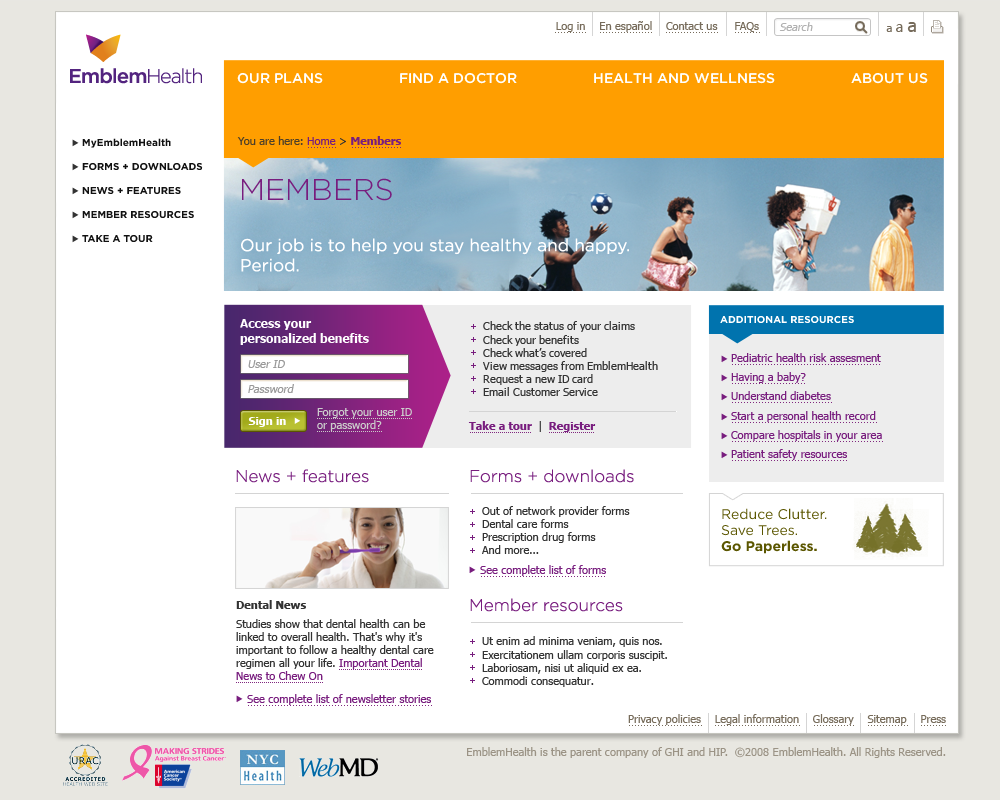 Log in
En español
Contact us
FAQs
Search
a a a
EmblemHealth
OUR PLANS
FIND A DOCTOR
HEALTH AND WELLNESS
ABOUT US
You are here: Home > Members
MyEmblemHealth
FORMS + DOWNLOADS
NEWS + FEATURES
MEMBER RESOURCES
TAKE A TOUR
MEMBERS
Our job is to help you stay healthy and happy.
Period.
Access your
personalized benefits
User ID
Password
Sign in
Forgot your user ID
or password?
+ Check the status of your claims
+ Check your benefits
+ Check what's covered
+ View messages from EmblemHealth
+ Request a new ID card
+ Email Customer Service
Take a tour | Register
ADDITIONAL RESOURCES
Pediatric health risk assesment
Having a baby?
Understand diabetes
Start a personal health record
Compare hospitals in your area
Patient safety resources
Reduce Clutter.
Save Trees.
Go Paperless.
News + features
Dental News
Studies show that dental health can be
linked to overall health. That's why it's
important to follow a healthy dental care
regimen all your life. Important Dental
News to Chew On
See complete list of newsletter stories
Forms + downloads
+ Out of network provider forms
+ Dental care forms
+ Prescription drug forms
+ And more...
See complete list of forms
Member resources
+ Ut enim ad minima veniam, quis nos.
+ Exercitationem ullam corporis suscipit.
+ Laboriosam, nisi ut aliquid ex ea.
+ Commodi consequatur.
Privacy policies
Legal information
Glossary
Sitemap
Press
URAC
ACCREDITED
HEALTH WEB SITE
MAKING STRIDES
Against Breast Cancer
American
Cancer
Society
NYC
Health
WebMD
EmblemHealth is the parent company of GHI and HIP. ©2008 EmblemHealth. All Rights Reserved.